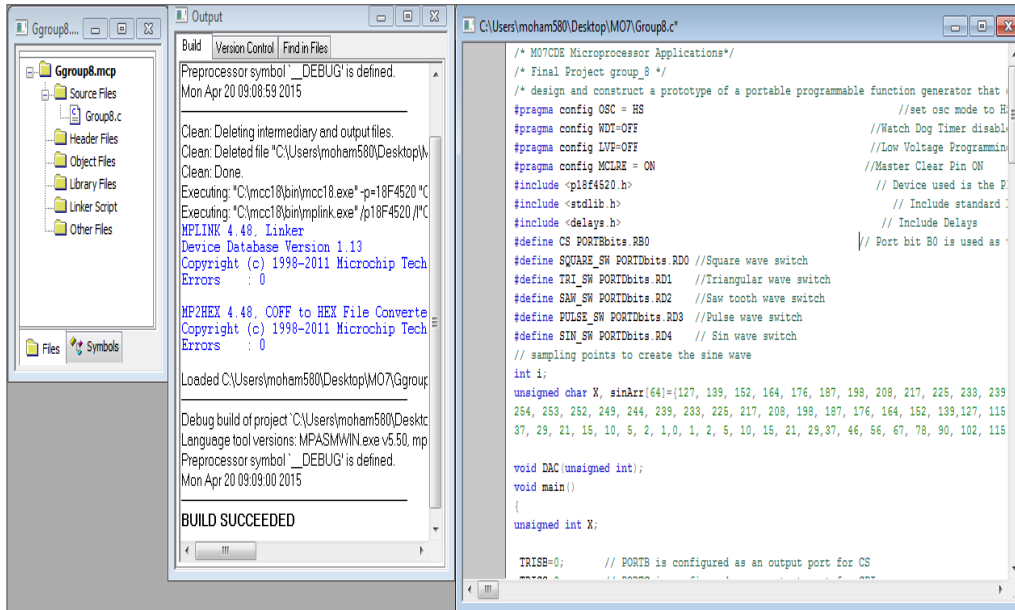 Ggroup8....
Ggroup8.mcp
Source Files
Group8.c
Header Files
Object Files
Library Files
Linker Script
Other Files
Files
Symbols
Output
Build
Version Control
Find in Files
Preprocessor symbol `__DEBUG' is defined.
Mon Apr 20 09:08:59 2015
Clean: Deleting intermediary and output files.
Clean: Deleted file "C:\Users\moham580\Desktop\M
Clean: Done.
Executing: "C:\mcc18\bin\mcc18.exe" -p=18F4520 "C
Executing: "C:\mcc18\bin\mplink.exe" /p18F4520 /l"C
MPLINK 4.48, Linker
Device Database Version 1.13
Copyright (c) 1998-2011 Microchip Tech
Errors : 0
MP2HEX 4.48, COFF to HEX File Converte
Copyright (c) 1998-2011 Microchip Tech
Errors : 0
Loaded C:\Users\moham580\Desktop\MO7\Ggroup
Debug build of project `C:\Users\moham580\Deskto
Language tool versions: MPASMWIN.exe v5.50, mp
Preprocessor symbol `__DEBUG' is defined.
Mon Apr 20 09:09:00 2015
BUILD SUCCEEDED
C:\Users\moham580\Desktop\MO7\Group8.c*
/* M07CDE Microprocessor Applications*/
/* Final Project group_8 */
/* design and construct a prototype of a portable programmable function generator that
#pragma config OSC = HS //set osc mode to H
#pragma config WDT=OFF //Watch Dog Timer disabl
#pragma config LVP=OFF //Low Voltage Programmin
#pragma config MCLRE = ON //Master Clear Pin ON
#include <p18f4520.h> // Device used is the P
#include <stdlib.h> // Include standard
#include <delays.h> // Include Delays
#define CS PORTBbits.RB0 // Port bit B0 is used as
#define SQUARE_SW PORTDbits.RD0 //Square wave switch
#define TRI_SW PORTDbits.RD1 //Triangular wave switch
#define SAW_SW PORTDbits.RD2 //Saw tooth wave switch
#define PULSE_SW PORTDbits.RD3 //Pulse wave switch
#define SIN_SW PORTDbits.RD4 // Sin wave switch
// sampling points to create the sine wave
int i;
unsigned char X, sinArr[64]={127, 139, 152, 164, 176, 187, 198, 208, 217, 225, 233, 239
254, 253, 252, 249, 244, 239, 233, 225, 217, 208, 198, 187, 176, 164, 152, 139,127, 115
37, 29, 21, 15, 10, 5, 2, 1,0, 1, 2, 5, 10, 15, 21, 29,37, 46, 56, 67, 78, 90, 102, 115
void DAC(unsigned int);
void main()
{
unsigned int X;
TRISB=0; // PORTB is configured as an output port for CS